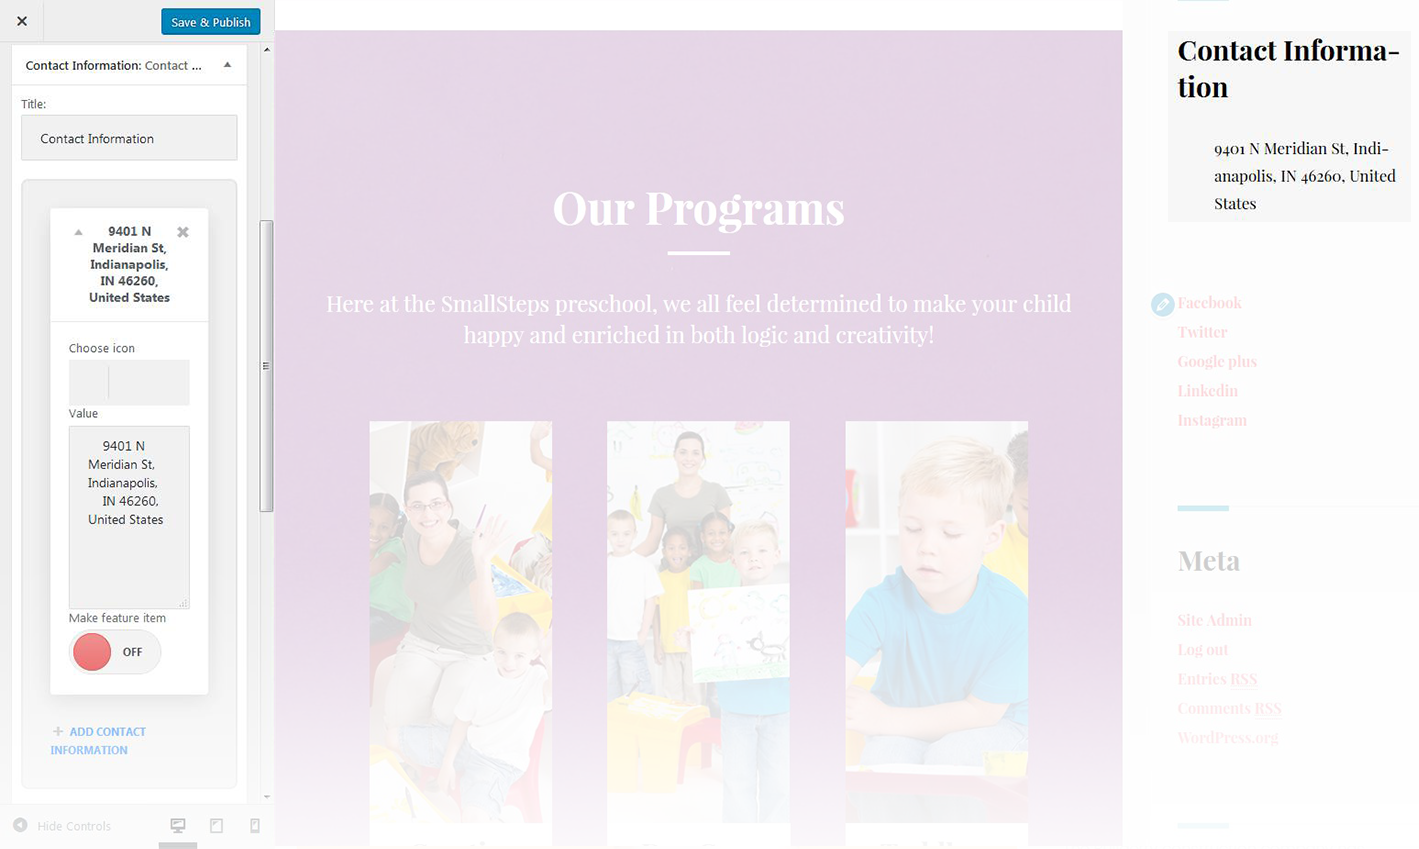 Save & Publish
Contact Information: Contact ...
Title:
Contact Information
9401 N
Meridian St,
Indianapolis,
IN 46260,
United States
Choose icon
Value
9401 N
Meridian St,
Indianapolis,
IN 46260,
United States
Make feature item
OFF
ADD CONTACT
INFORMATION
Hide Controls
Our Programs
Here at the SmallSteps preschool, we all feel determined to make your child
happy and enriched in both logic and creativity!
Contact Informa-
tion
9401 N Meridian St, Indi-
anapolis, IN 46260, United
States
Facebook
Twitter
Google plus
Linkedin
Instagram
Meta
Site Admin
Log out
Entries RSS
Comments RSS
WordPress.org